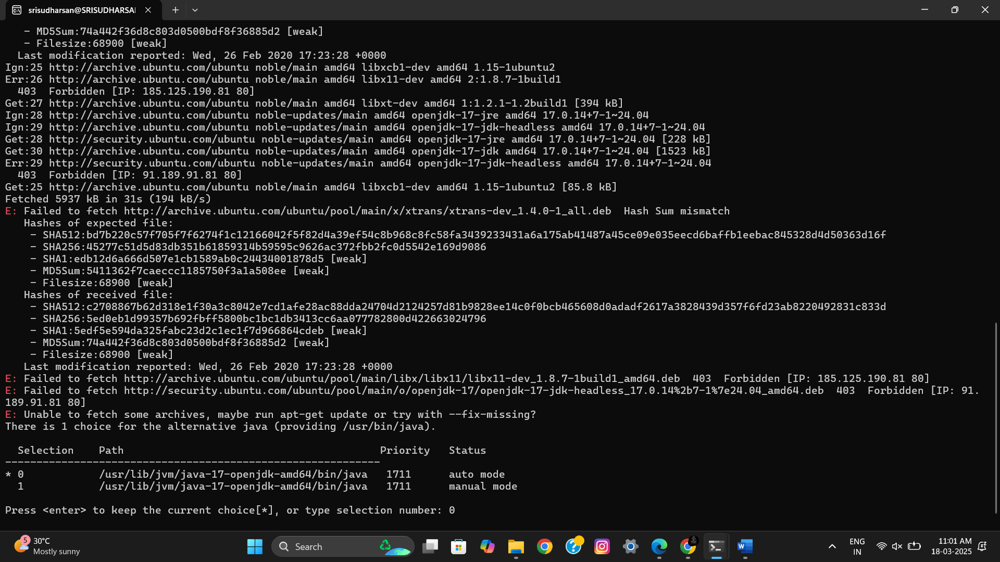 srisudharsan@SRISUDHARSAI
- MD5Sum:74a442f36d8c803d0500bdf8f36885d2 [weak]
- Filesize:68900 [weak]
Last modification reported: Wed, 26 Feb 2020 17:23:28 +0000
Ign:25 http://archive.ubuntu.com/ubuntu noble/main amd64 libxcb1-dev amd64 1.15-1ubuntu2
Err:26 http://archive.ubuntu.com/ubuntu noble/main amd64 libx11-dev amd64 2:1.8.7-1build1
403  Forbidden [IP: 185.125.190.81 80]
Get:27 http://archive.ubuntu.com/ubuntu noble/main amd64 libxt-dev amd64 1:1.2.1-1.2build1 [394 kB]
Ign:28 http://archive.ubuntu.com/ubuntu noble-updates/main amd64 openjdk-17-jre amd64 17.0.14+7-1~24.04
Ign:29 http://archive.ubuntu.com/ubuntu noble-updates/main amd64 openjdk-17-jdk-headless amd64 17.0.14+7-1~24.04
Get:28 http://security.ubuntu.com/ubuntu noble-updates/main amd64 openjdk-17-jre amd64 17.0.14+7-1~24.04 [228 kB]
Get:30 http://archive.ubuntu.com/ubuntu noble-updates/main amd64 openjdk-17-jdk amd64 17.0.14+7-1~24.04 [1523 kB]
Err:29 http://security.ubuntu.com/ubuntu noble-updates/main amd64 openjdk-17-jdk-headless amd64 17.0.14+7-1~24.04
403  Forbidden [IP: 91.189.91.81 80]
Get:25 http://archive.ubuntu.com/ubuntu noble/main amd64 libxcb1-dev amd64 1.15-1ubuntu2 [85.8 kB]
Fetched 5937 kB in 31s (194 kB/s)
E: Failed to fetch http://archive.ubuntu.com/ubuntu/pool/main/x/xtrans/xtrans-dev_1.4.0-1_all.deb  Hash Sum mismatch
Hashes of expected file:
- SHA512:bd7b220c57f705f7f6274f1c12166042f5f82d4a39ef54c8b968c8fc58fa3439233431a6a175ab41487a45ce09e035eecd6baffb1eebac845328d4d50363d16f
- SHA256:45277c51d5d83db351b61859314b59595c9626ac372fbb2fc0d5542e169d9086
- SHA1:edb12d6a666d507e1cb1589ab0c24434001878d5 [weak]
- MD5Sum:5411362f7caeccc1185750f3a1a508ee [weak]
- Filesize:68900 [weak]
Hashes of received file:
- SHA512:c2708867b62d318e1f30a3c8042e7cd1afe28ac88dda24704d2124257d81b9828ee14c0f0bcb465608d0adadf2617a3828439d357f6fd23ab8220492831c833d
- SHA256:5ed0eb1d99357b692fbff5800bc1bc1db3413cc6aa077782800d422663024796
- SHA1:5edf5e594da325fabc23d2c1ec1f7d966864cdeb [weak]
- MD5Sum:74a442f36d8c803d0500bdf8f36885d2 [weak]
- Filesize:68900 [weak]
Last modification reported: Wed, 26 Feb 2020 17:23:28 +0000
E: Failed to fetch http://archive.ubuntu.com/ubuntu/pool/main/libx/libx11/libx11-dev_1.8.7-1build1_amd64.deb  403  Forbidden [IP: 185.125.190.81 80]
E: Failed to fetch http://security.ubuntu.com/ubuntu/pool/main/o/openjdk-17/openjdk-17-jdk-headless_17.0.14%2b7-1%7e24.04_amd64.deb  403  Forbidden [IP: 91.
189.91.81 80]
E: Unable to fetch some archives, maybe run apt-get update or try with --fix-missing?
There is 1 choice for the alternative java (providing /usr/bin/java).
Selection    Path                                         Priority   Status
------------------------------------------------------------
* 0            /usr/lib/jvm/java-17-openjdk-amd64/bin/java   1711      auto mode
1            /usr/lib/jvm/java-17-openjdk-amd64/bin/java   1711      manual mode
Press <enter> to keep the current choice[*], or type selection number: 0
5
30°C
Mostly sunny
Search
ENG
IN
11:01 AM
18-03-2025